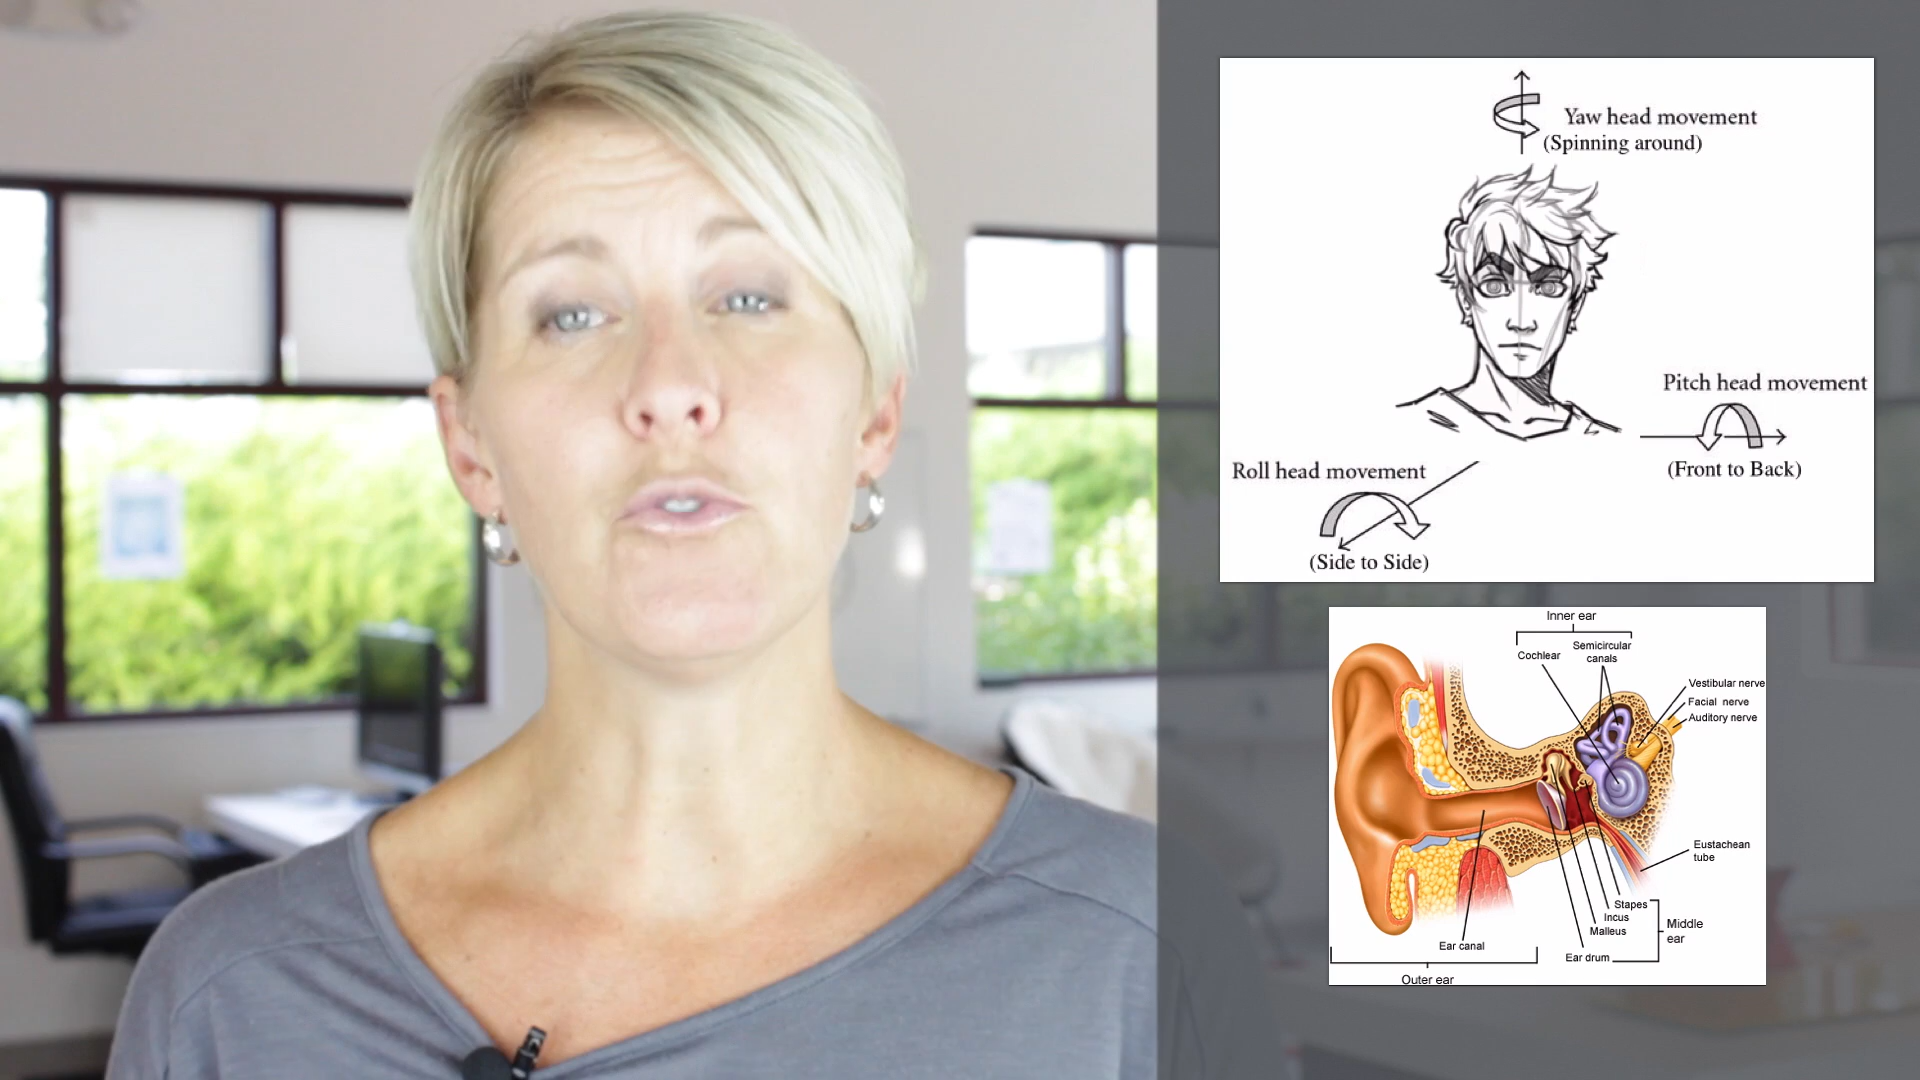 Yaw head movement
(Spinning around)
Pitch head movement
(Front to Back)
Roll head movement
(Side to Side)
Inner ear
Cochlear
Semicircular
canals
Vestibular nerve
Facial nerve
Auditory nerve
Eustachean
tube
Stapes
Incus
Malleus
Ear drum
Middle
ear
Ear canal
Outer ear